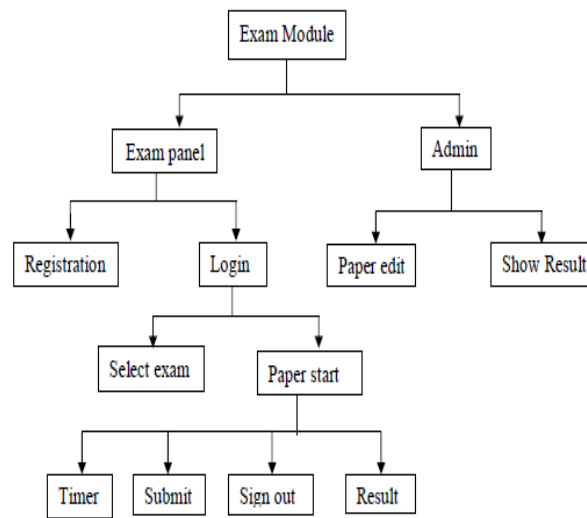 Exam Module
Exam panel
Admin
Registration
Login
Paper edit
Show Result
Select exam
Paper start
Timer
Submit
Sign out
Result